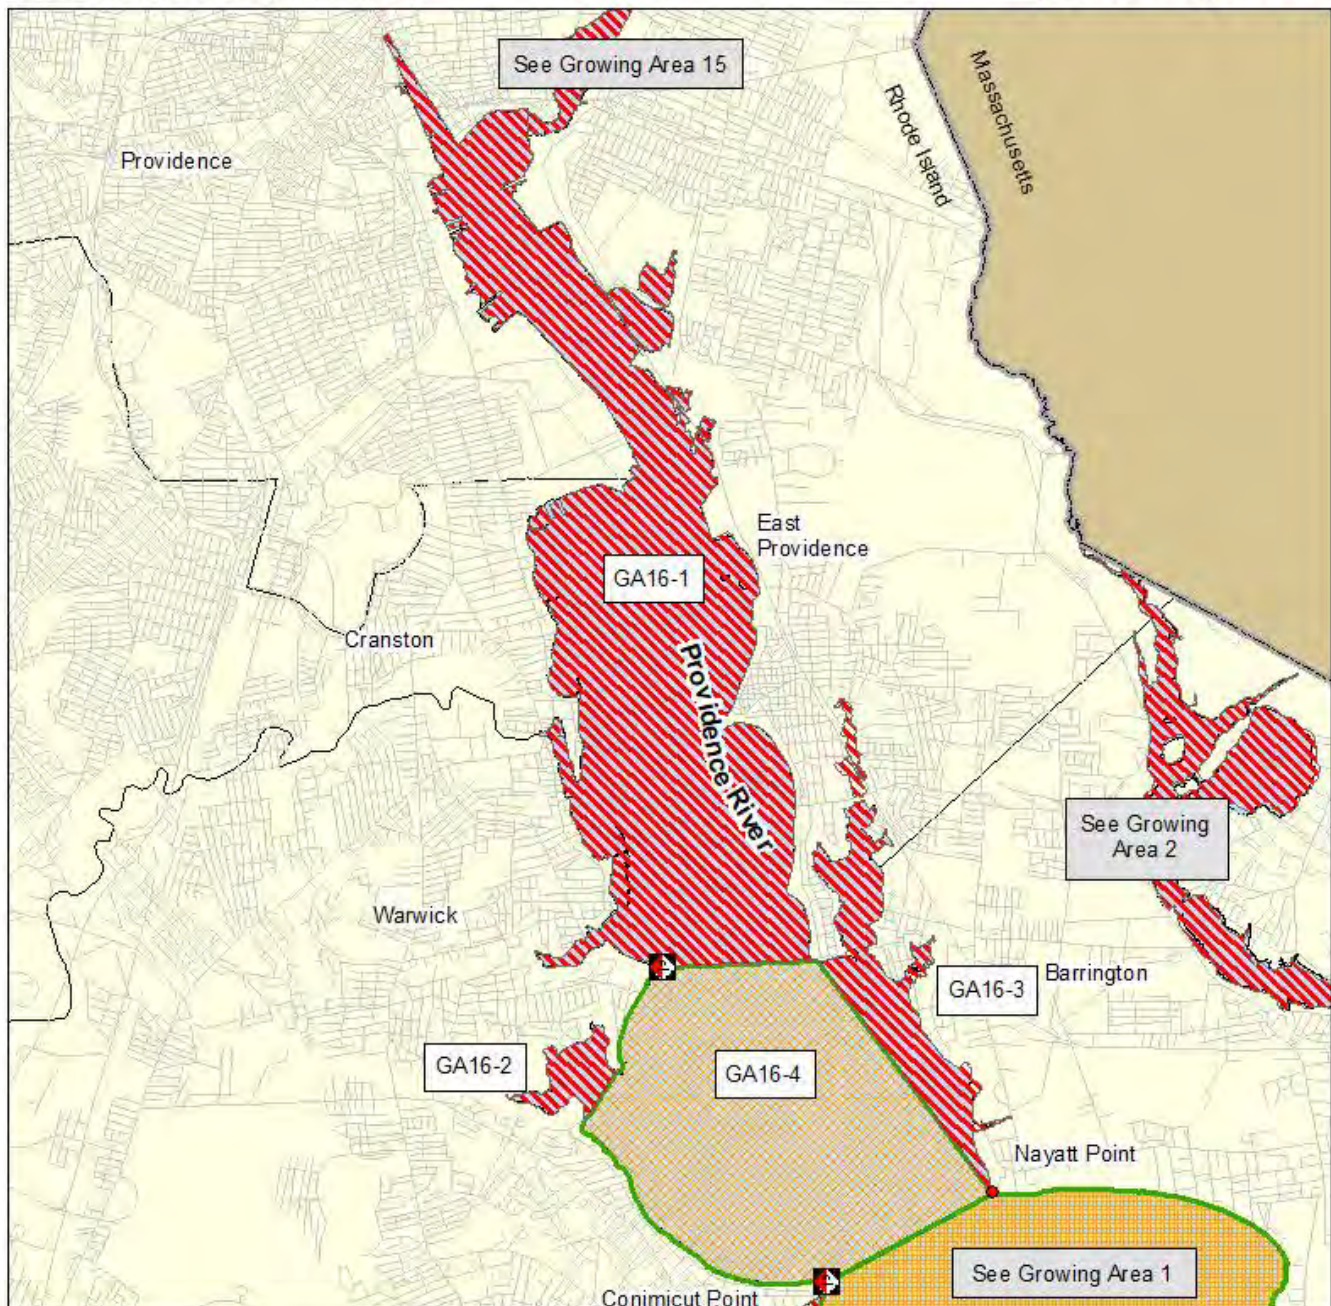 See Growing Area 15
Massachusetts
Rhode Island
Providence
East
Providence
GA16-1
Cranston
Providence River
See Growing
Area 2
Warwick
Barrington
GA16-3
GA16-2
GA16-4
Nayatt Point
See Growing Area 1
Conimicut Point